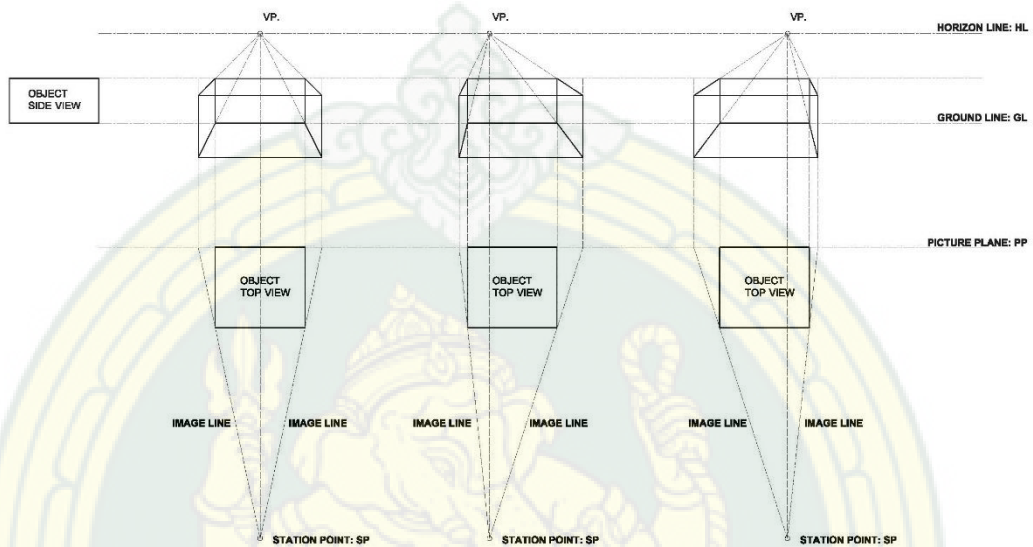 VP.
VP.
VP.
HORIZON LINE: HL
OBJECT
SIDE VIEW
GROUND LINE: GL
PICTURE PLANE: PP
OBJECT
TOP VIEW
OBJECT
TOP VIEW
OBJECT
TOP VIEW
IMAGE LINE
IMAGE LINE
IMAGE LINE
IMAGE LINE
IMAGE LINE
IMAGE LINE
STATION POINT: SP
STATION POINT: SP
STATION POINT: SP